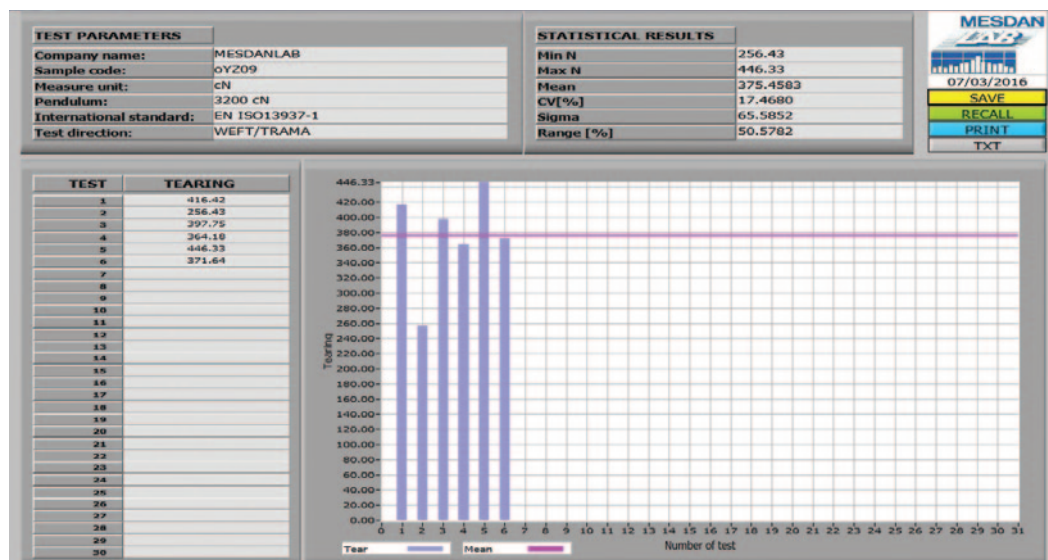 TEST PARAMETERS
Company name: MESDANLAB
Sample code: oYZ09
Measure unit: cN
Pendulum: 3200 cN
International standard: EN ISO13937-1
Test direction: WEFT/TRAMA
STATISTICAL RESULTS
Min N 256.43
Max N 446.33
Mean 375.4583
CV[%] 17.4680
Sigma 65.5852
Range [%] 50.5782
MESDAN
LAB
07/03/2016
SAVE
RECALL
PRINT
TXT
TEST TEARING
1 416.42
2 256.43
3 397.75
4 364.18
5 446.33
6 371.64
7
8
9
10
11
12
13
14
15
16
17
18
19
20
21
22
23
24
25
26
27
28
29
30
Tearing
446.33
420.00
400.00
380.00
360.00
340.00
320.00
300.00
280.00
260.00
240.00
220.00
200.00
180.00
160.00
140.00
120.00
100.00
80.00
60.00
40.00
20.00
0.00
0 1 2 3 4 5 6 7 8 9 10 11 12 13 14 15 16 17 18 19 20 21 22 23 24 25 26 27 28 29 30 31
Number of test
Tear Mean